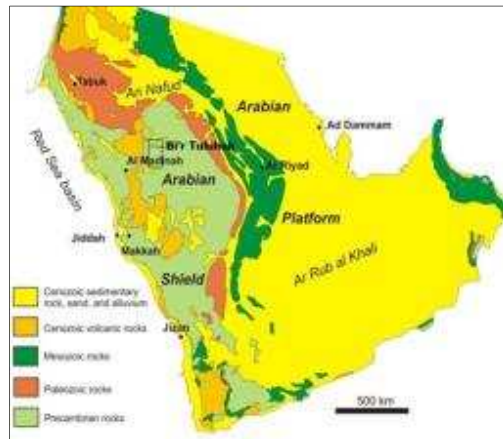 Tabuk
An Nafud
Arabian
Ad Dammam
Bi'r Tuluhah
Al Madinah
Ar Riyad
Arabian
Red Sea basin
Platform
Jiddah
Makkah
Ar Rub al Khali
Shield
Jizan
Cenozoic sedimentary
rock, sand, and alluvium
Cenozoic volcanic rocks
Mesozoic rocks
Paleozoic rocks
Precambrian rocks
500 km